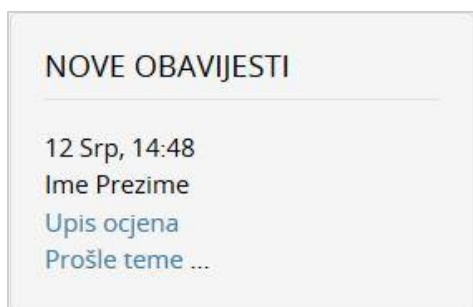 NOVE OBAVIJESTI
12 Srp, 14:48
Ime Prezime
Upis ocjena
Prošle teme ...